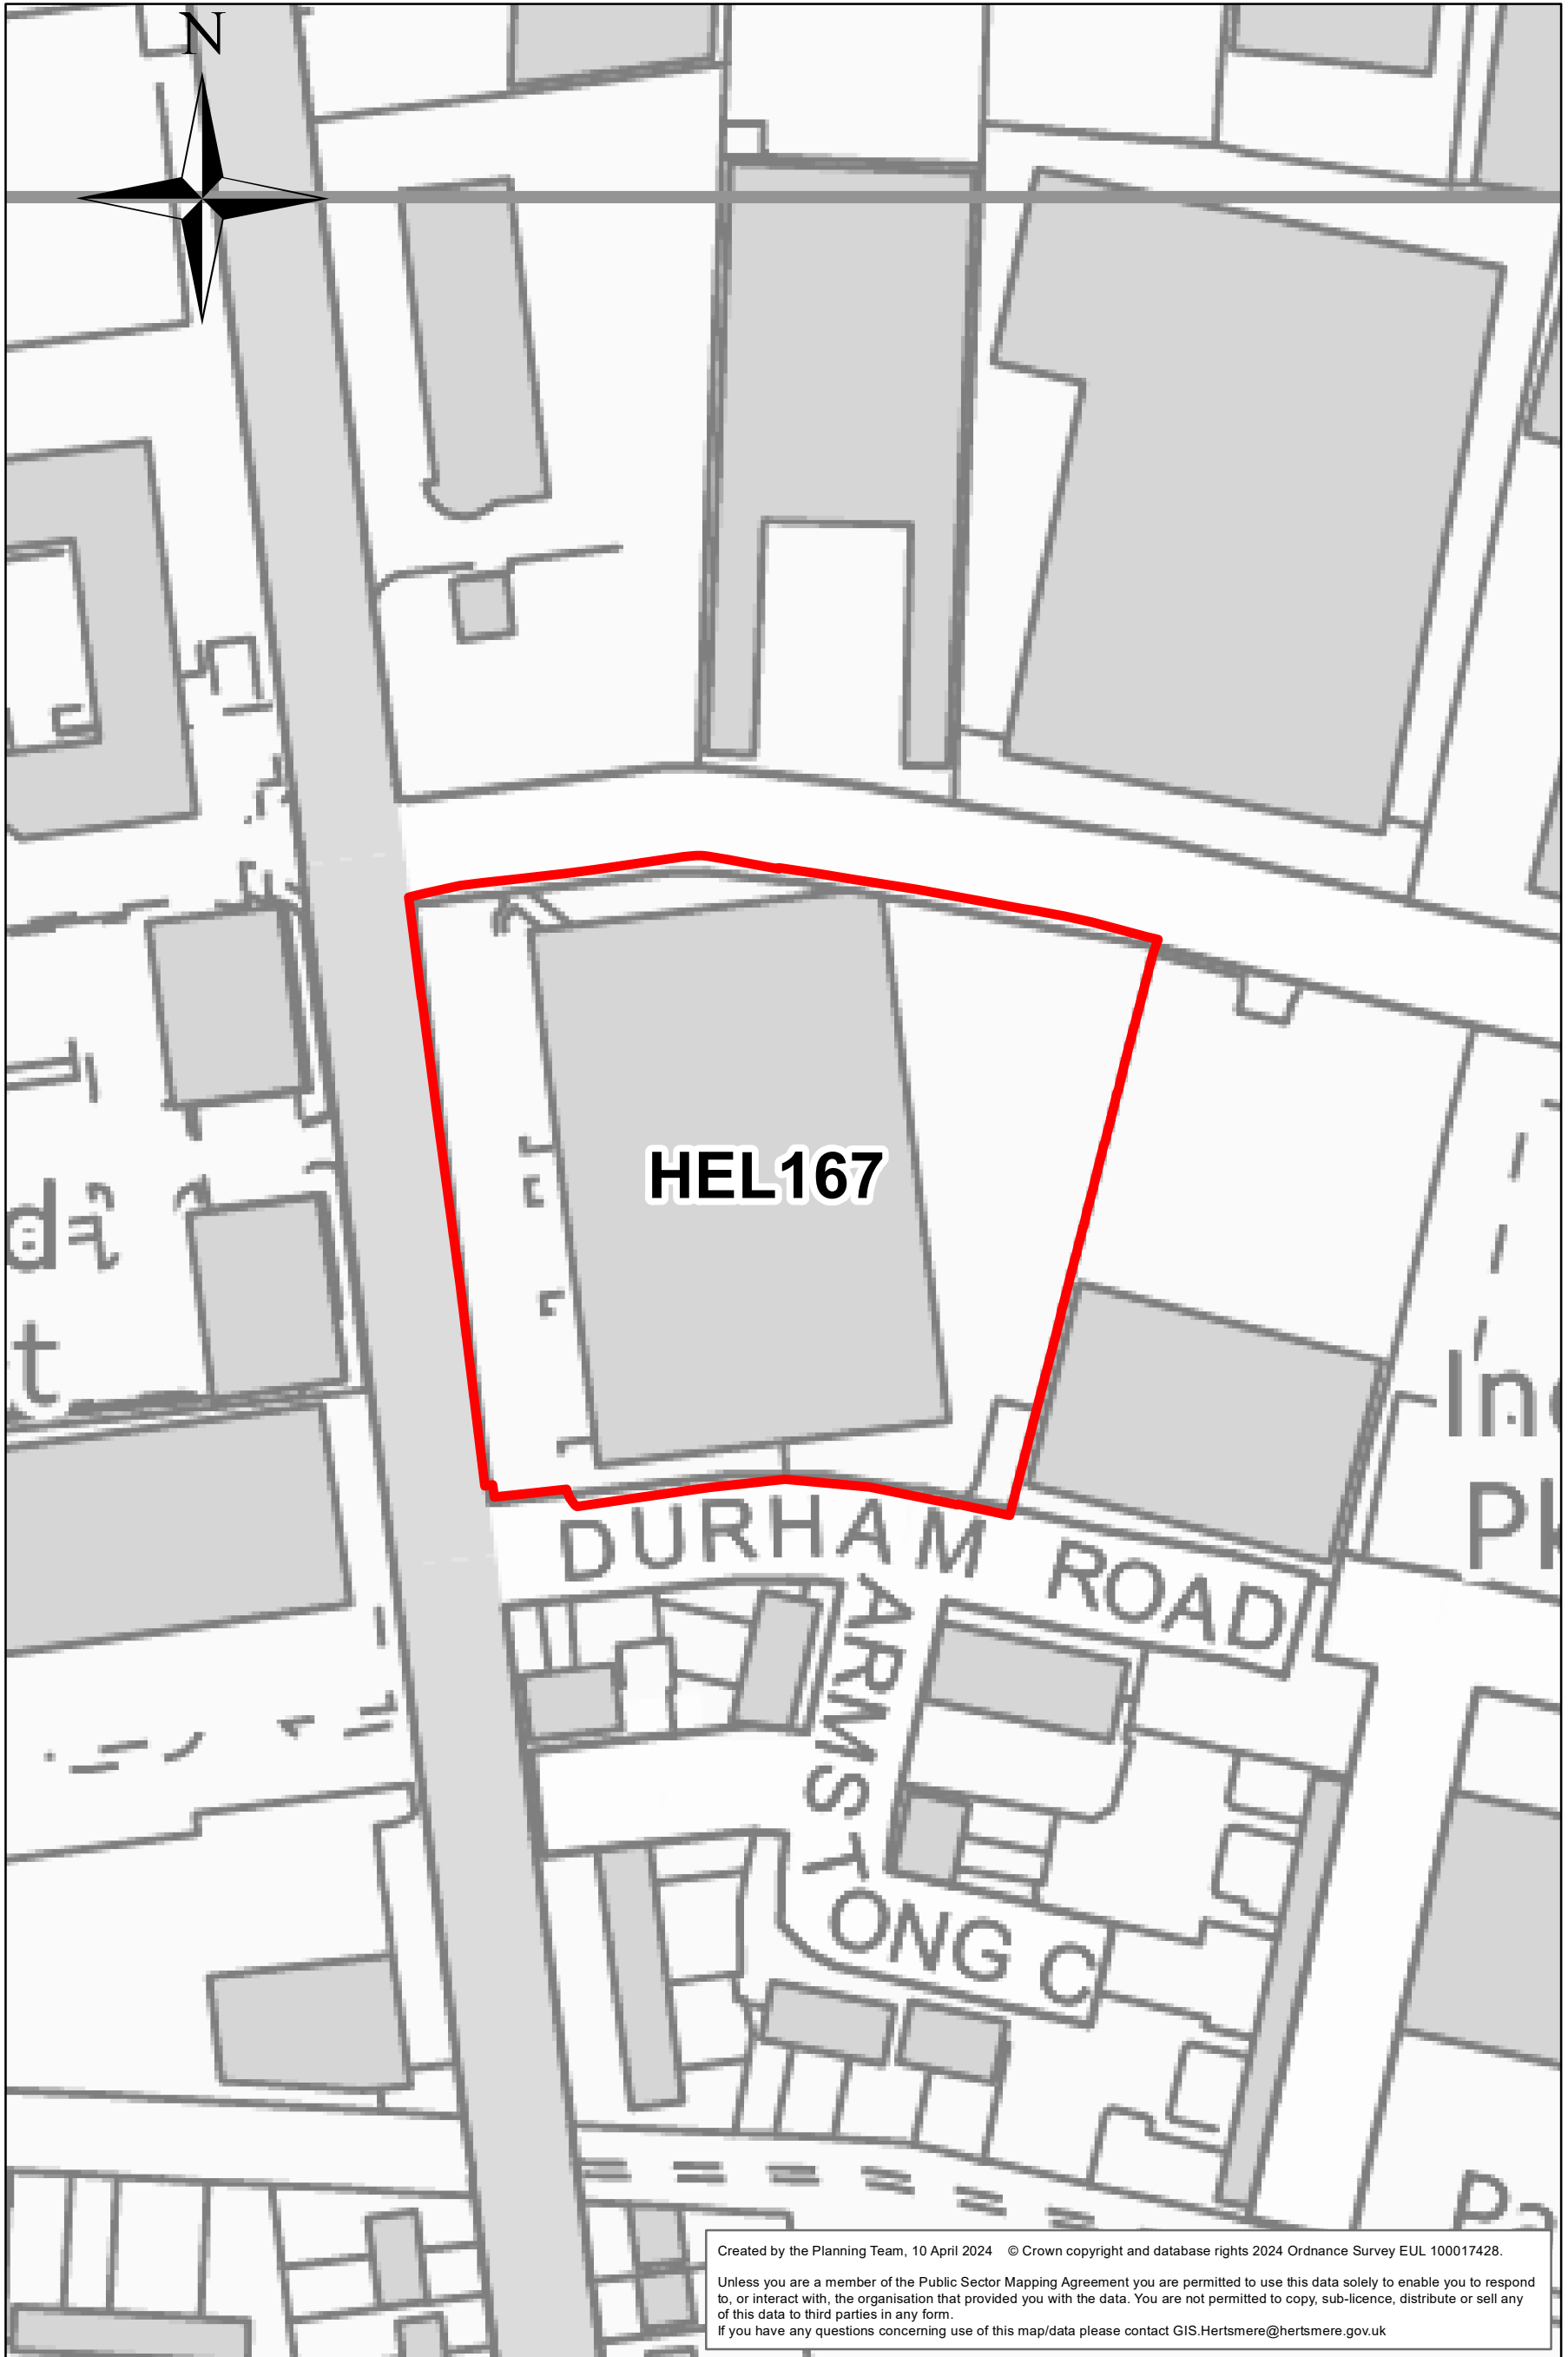 N
d
HEL167
t
In
Pk
DURHAM ROAD
ARMSTONG C
Pa
Created by the Planning Team, 10 April 2024 © Crown copyright and database rights 2024 Ordnance Survey EUL 100017428.
Unless you are a member of the Public Sector Mapping Agreement you are permitted to use this data solely to enable you to respond
to, or interact with, the organisation that provided you with the data. You are not permitted to copy, sub-licence, distribute or sell any
of this data to third parties in any form.
If you have any questions concerning use of this map/data please contact GIS.Hertsmere@hertsmere.gov.uk